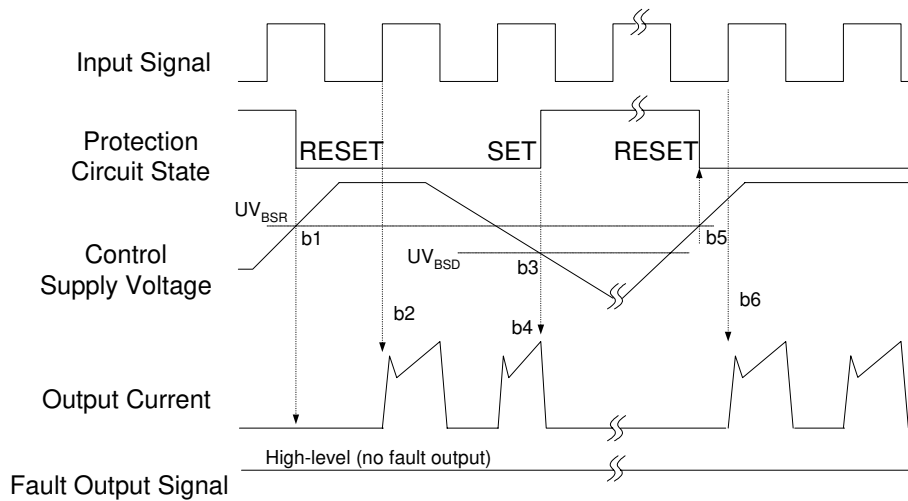 Input Signal
Protection
Circuit State
RESET
SET
RESET
UVBSR
b1
UVBSD
b3
b5
Control
Supply Voltage
b2
b4
b6
Output Current
High-level (no fault output)
Fault Output Signal